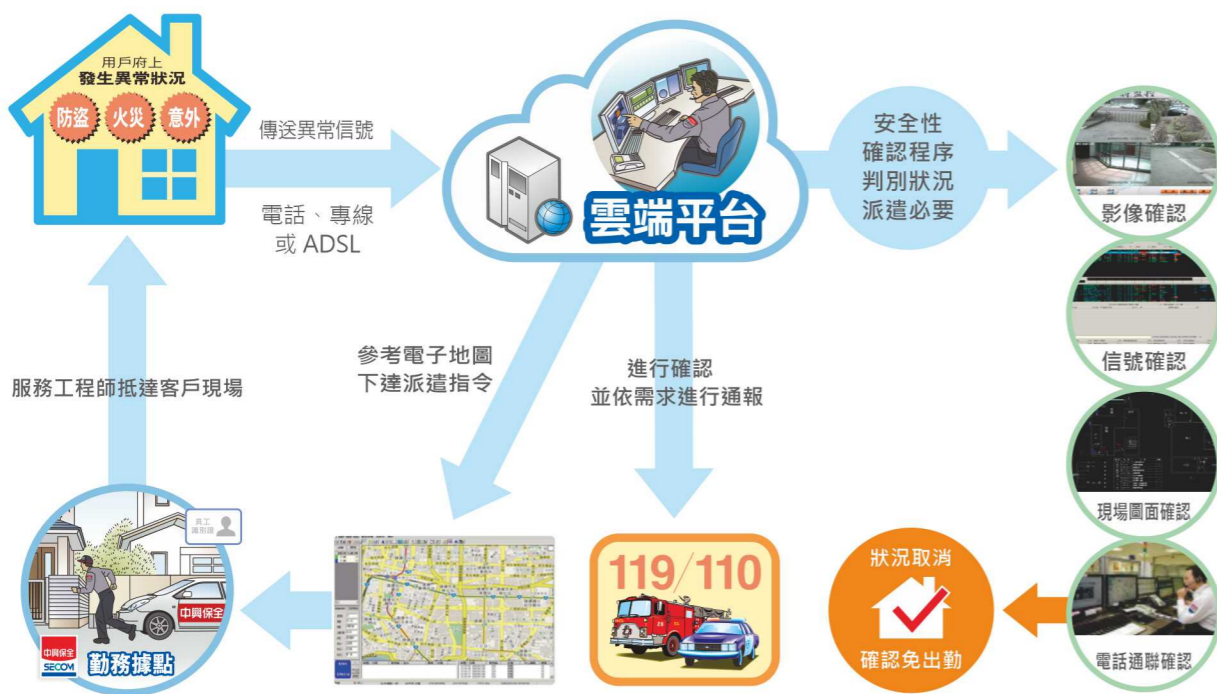 用戶府上
發生異常狀況
防盜 火災 意外
傳送異常信號
電話、專線
或 ADSL
雲端平台
安全性
確認程序
判別狀況
派遣必要
影像確認
信號確認
現場圖面確認
電話通聯確認
狀況取消
確認免出勤
參考電子地圖
下達派遣指令
進行確認
並依需求進行通報
119/110
服務工程師抵達客戶現場
員工
識別證
中興保全
中興保全
SECOM
勤務據點